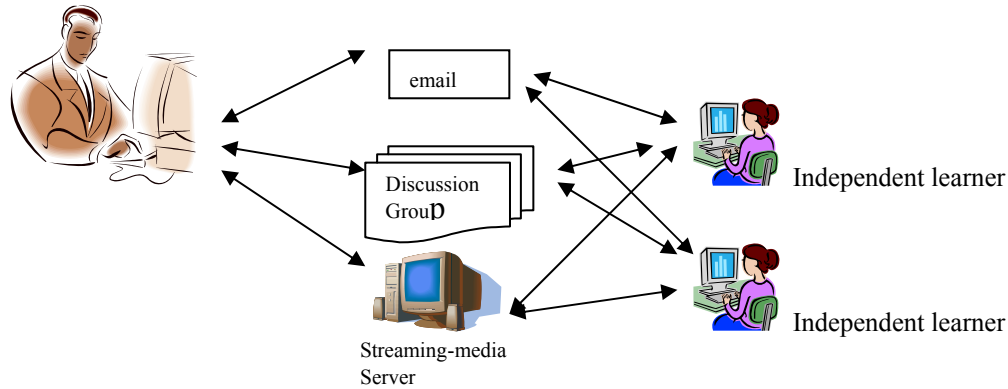 email
Discussion
Group
Independent learner
Independent learner
Streaming-media
Server